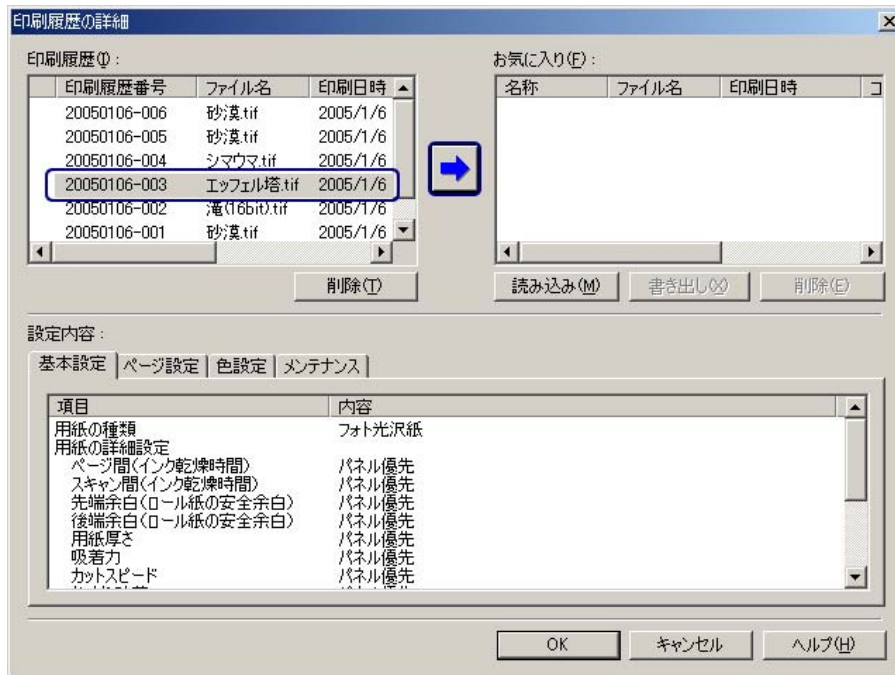 印刷履歴の詳細
印刷履歴(I):
印刷履歴番号 ファイル名 印刷日時
20050106-006 砂漠.tif 2005/1/6
20050106-005 砂漠.tif 2005/1/6
20050106-004 シマウマ.tif 2005/1/6
20050106-003 エッフェル塔.tif 2005/1/6
20050106-002 滝(16bit).tif 2005/1/6
20050106-001 砂漠.tif 2005/1/6
削除(T)
お気に入り(F):
名称 ファイル名 印刷日時 コ
読み込み(M) 書き出し(X) 削除(E)
設定内容:
基本設定 ページ設定 色設定 メンテナンス
項目 内容
用紙の種類 フォト光沢紙
用紙の詳細設定
ページ間(インク乾燥時間) パネル優先
スキャン間(インク乾燥時間) パネル優先
先端余白(ロール紙の安全余白) パネル優先
後端余白(ロール紙の安全余白) パネル優先
用紙厚さ パネル優先
吸着力 パネル優先
カットスピード パネル優先
OK キャンセル ヘルプ(H)